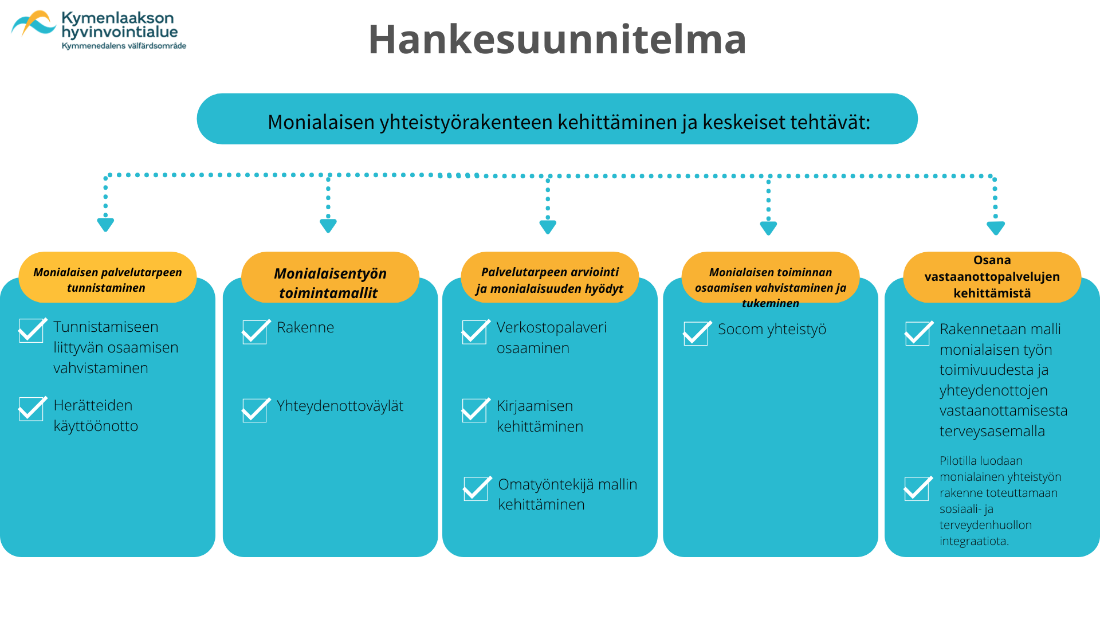 Kymenlaakson
hyvinvointialue
Kymmenedalens välfärdsområde
Hankesuunnitelma
Monialaisen yhteistyörakenteen kehittäminen ja keskeiset tehtävät:
Monialaisen palvelutarpeen
tunnistaminen
Tunnistamiseen
liittyvän osaamisen
vahvistaminen
Herätteiden
käyttöönotto
Monialaisentyön
toimintamallit
Rakenne
Yhteydenottoväylät
Palvelutarpeen arviointi
ja monialaisuuden hyödyt
Verkostopalaveri
osaaminen
Kirjaamisen
kehittäminen
Omatyöntekijä mallin
kehittäminen
Monialaisen toiminnan
osaamisen vahvistaminen ja
tukeminen
Socom yhteistyö
Osana
vastaanottopalvelujen
kehittämistä
Rakennetaan malli
monialaisen työn
toimivuudesta ja
yhteydenottojen
vastaanottamisesta
terveysasemalla
Pilotilla luodaan
monialainen yhteistyön
rakenne toteuttamaan
sosiaali- ja
terveydenhuollon
integraatiota.